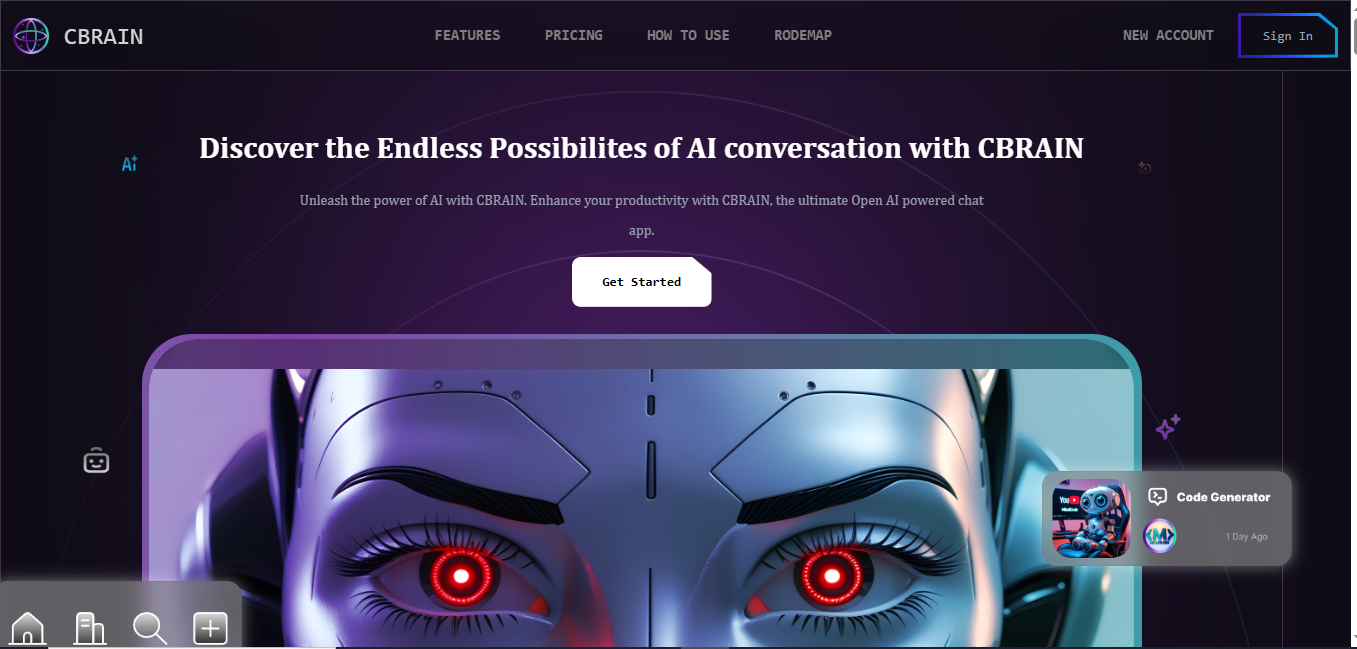 CBRAIN
FEATURES PRICING HOW TO USE RODEMAP
NEW ACCOUNT Sign In
Discover the Endless Possibilites of AI conversation with CBRAIN
Ai
Unleash the power of AI with CBRAIN. Enhance your productivity with CBRAIN, the ultimate Open AI powered chat
app.
Get Started
You
Code Generator
1 Day Ago